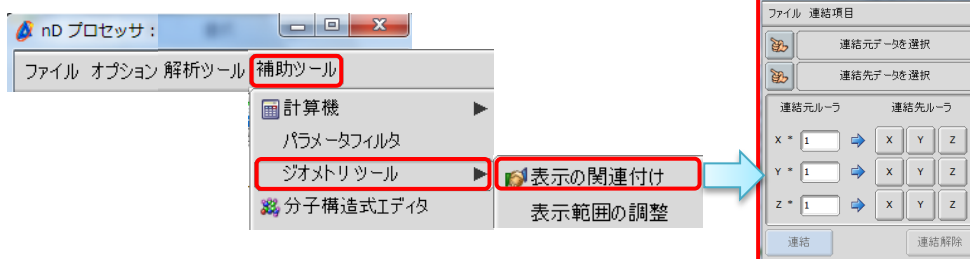 nD プロセッサ :
ファイル オプション 解析ツール 補助ツール
計算機
パラメータフィルタ
ジオメトリツール
分子構造式エディタ
表示の関連付け
表示範囲の調整
ファイル 連結項目
連結元データを選択
連結先データを選択
連結元ルーラ 連結先ルーラ
X * 1 X Y Z
Y * 1 X Y Z
Z * 1 X Y Z
連結 連結解除